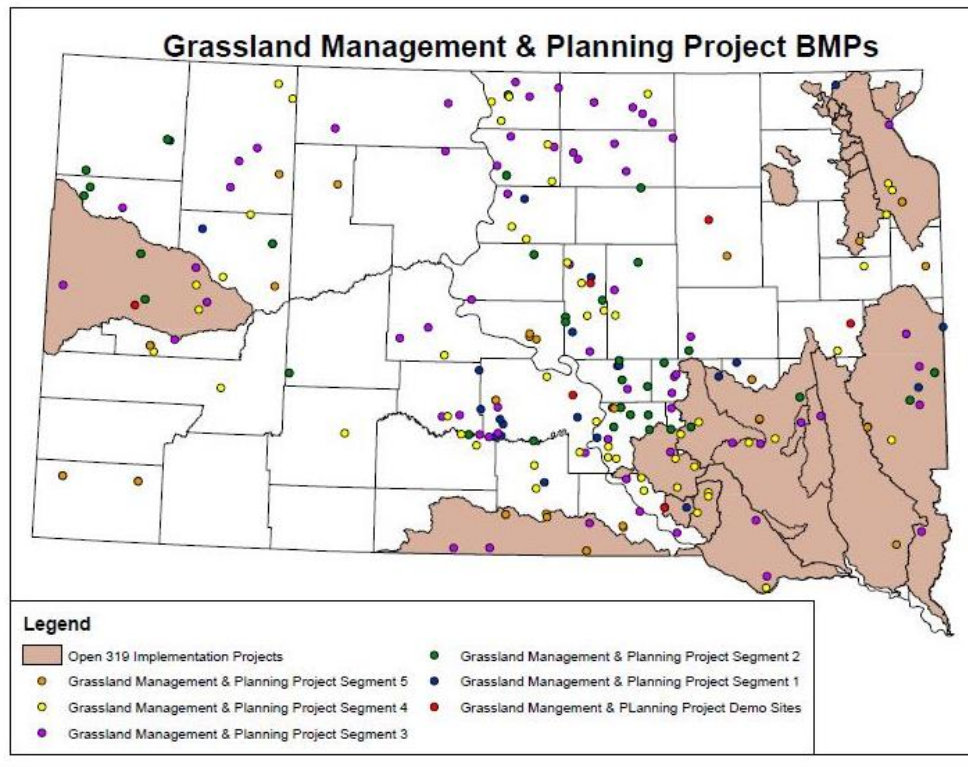 Grassland Management & Planning Project BMPs
Legend
Open 319 Implementation Projects
Grassland Management & Planning Project Segment 5
Grassland Management & Planning Project Segment 4
Grassland Management & Planning Project Segment 3
Grassland Management & Planning Project Segment 2
Grassland Management & Planning Project Segment 1
Grassland Mangement & PLanning Project Demo Sites